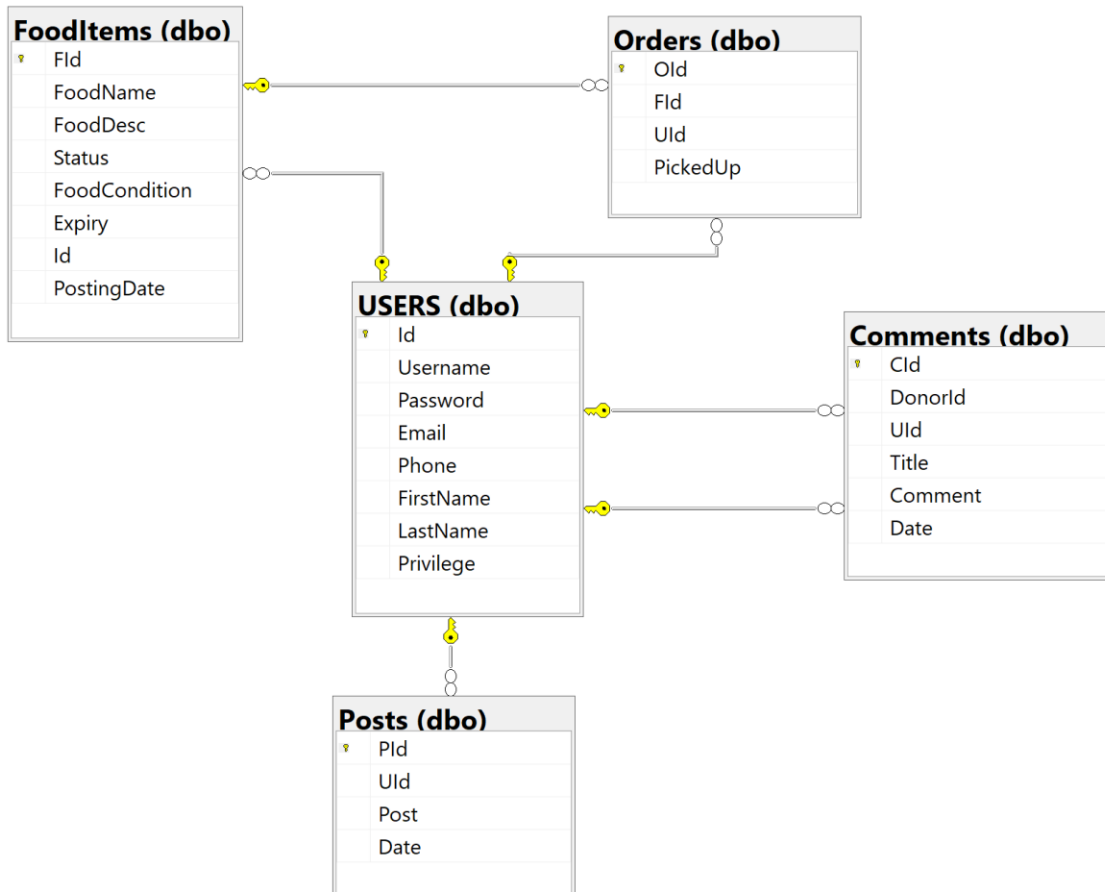 FoodItems (dbo)
FId
FoodName
FoodDesc
Status
FoodCondition
Expiry
Id
PostingDate
Orders (dbo)
OId
FId
UId
PickedUp
USERS (dbo)
Id
Username
Password
Email
Phone
FirstName
LastName
Privilege
Comments (dbo)
CId
DonorId
UId
Title
Comment
Date
Posts (dbo)
PId
UId
Post
Date